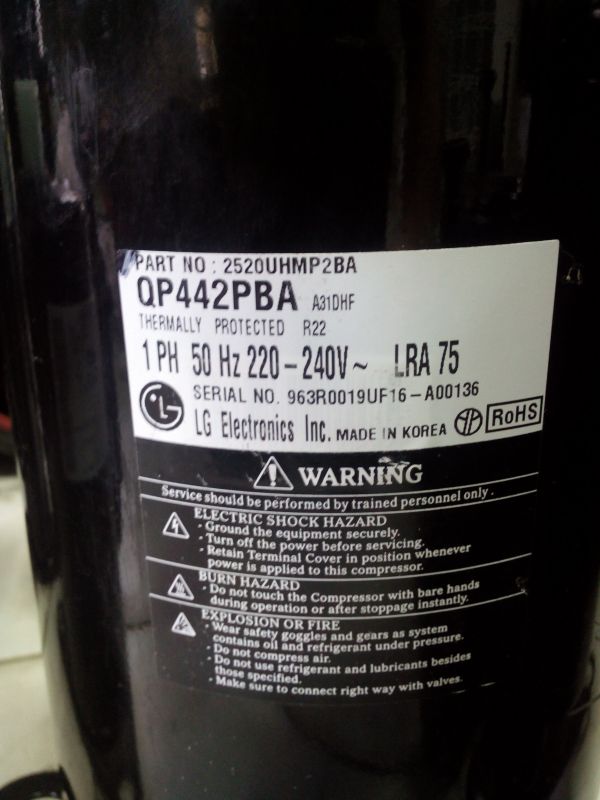 PART NO : 2520UHMP2BA
QP442PBA A31DHF
THERMALLY PROTECTED R22
1 PH 50 Hz 220-240V~ LRA 75
SERIAL NO. 963R0019UF16-A00136
LG
LG Electronics Inc. MADE IN KOREA RoHS
WARNING
Service should be performed by trained personnel only.
ELECTRIC SHOCK HAZARD
· Ground the equipment securely.
· Turn off the power before servicing.
· Retain Terminal Cover in position whenever
power is applied to this compressor.
BURN HAZARD
· Do not touch the Compressor with bare hands
during operation or after stoppage instantly.
EXPLOSION OR FIRE
· Wear safety goggles and gears as system
contains oil and refrigerant under pressure.
· Do not compress air.
· Do not use refrigerant and lubricants besides
those specified.
· Make sure to connect right way with valves.